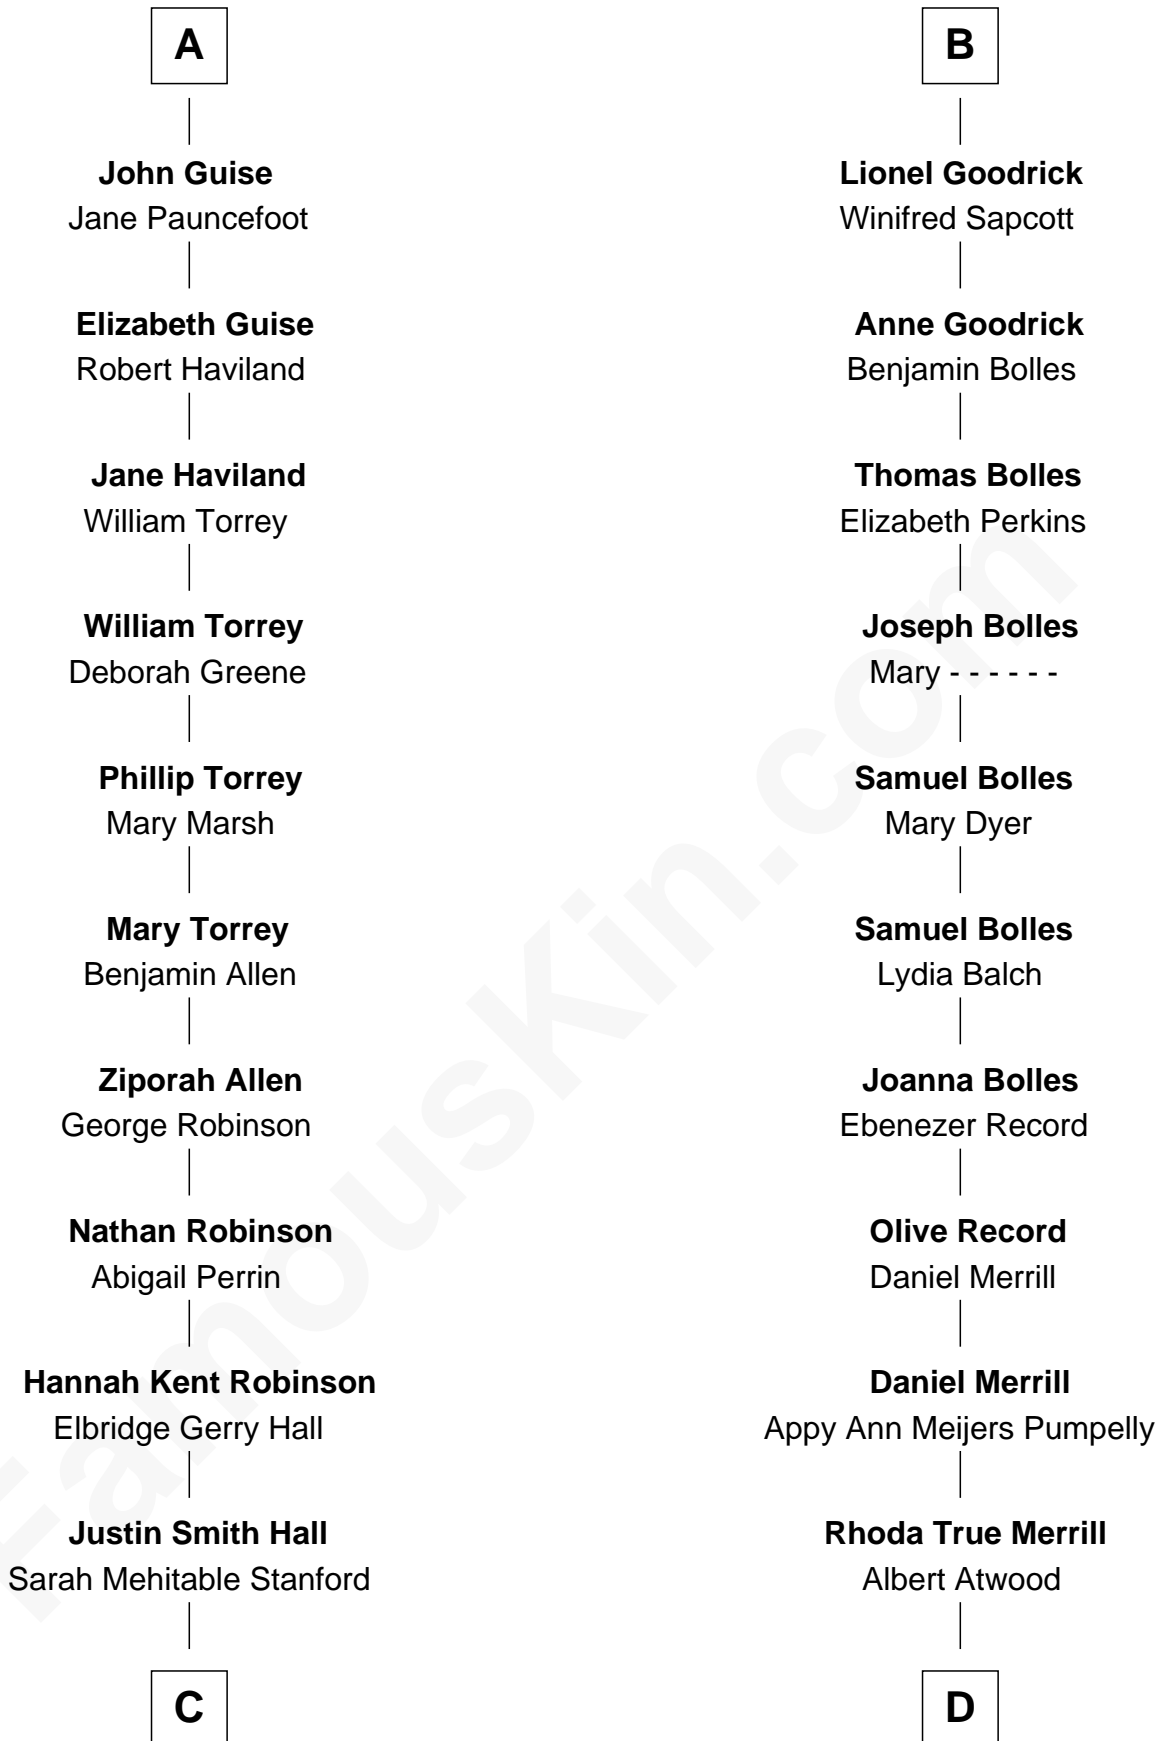 A
John Guise
Jane Pauncefoot
Elizabeth Guise
Robert Haviland
Jane Haviland
William Torrey
William Torrey
Deborah Greene
Phillip Torrey
Mary Marsh
Mary Torrey
Benjamin Allen
Ziporah Allen
George Robinson
Nathan Robinson
Abigail Perrin
Hannah Kent Robinson
Elbridge Gerry Hall
Justin Smith Hall
Sarah Mehitable Stanford
C
B
Lionel Goodrick
Winifred Sapcott
Anne Goodrick
Benjamin Bolles
Thomas Bolles
Elizabeth Perkins
Joseph Bolles
Mary - - - - - -
Samuel Bolles
Mary Dyer
Samuel Bolles
Lydia Balch
Joanna Bolles
Ebenezer Record
Olive Record
Daniel Merrill
Daniel Merrill
Appy Ann Meijers Pumpelly
Rhoda True Merrill
Albert Atwood
D
FamousKin.com